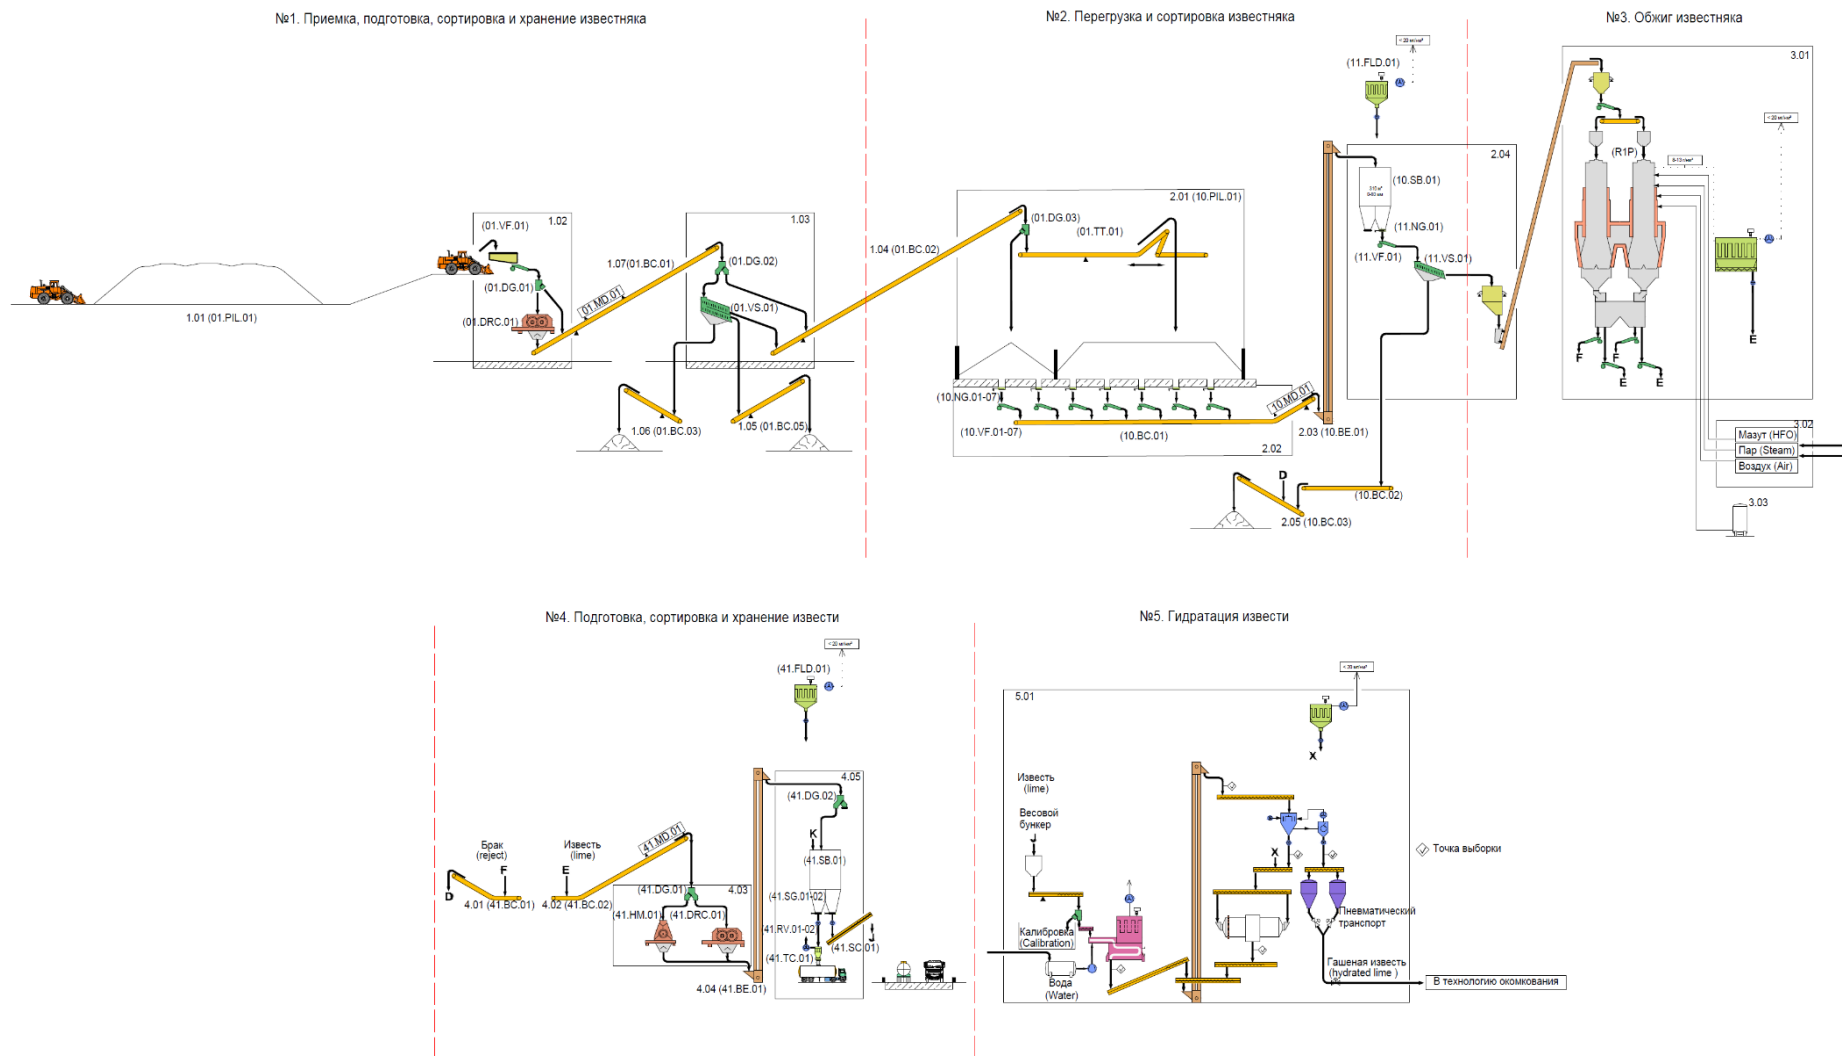 №1. Приемка, подготовка, сортировка и хранение известняка
№2. Перегрузка и сортировка известняка
№3. Обжиг известняка
(01.VF.01)
1.02
(01.DG.01)
(01.DRC.01)
1.01 (01.PIL.01)
1.07(01.BC.01)
01.MD.01
1.03
(01.DG.02)
(01.VS.01)
1.06 (01.BC.03)
1.05 (01.BC.05)
1.04 (01.BC.02)
2.01 (10.PIL.01)
(01.DG.03)
(01.TT.01)
(10.NG.01-07)
(10.VF.01-07)
(10.BC.01)
10.MD.01
2.02
2.03 (10.BE.01)
D
2.05 (10.BC.03)
(10.BC.02)
(11.FLD.01)
2.04
(10.SB.01)
(11.NG.01)
(11.VF.01)
(11.VS.01)
3.01
(R1P)
F
F
E
E
E
3.02
Мазут (HFO)
Пар (Steam)
Воздух (Air)
3.03
№4. Подготовка, сортировка и хранение извести
№5. Гидратация извести
(41.FLD.01)
4.05
(41.DG.02)
K
(41.SB.01)
(41.SG.01-02)
41.RV.01-02
(41.TC.01)
(41.SC.01)
Брак
(reject)
F
D
4.01 (41.BC.01)
Известь
(lime)
E
4.02 (41.BC.02)
41.MD.01
(41.DG.01)
4.03
(41.HM.01)
(41.DRC.01)
4.04 (41.BE.01)
5.01
Известь
(lime)
Весовой
бункер
Калибровка
(Calibration)
Вода
(Water)
X
X
Точка выборки
Пневматический
транспорт
Гашеная известь
(hydrated lime )
В технологию окомкования